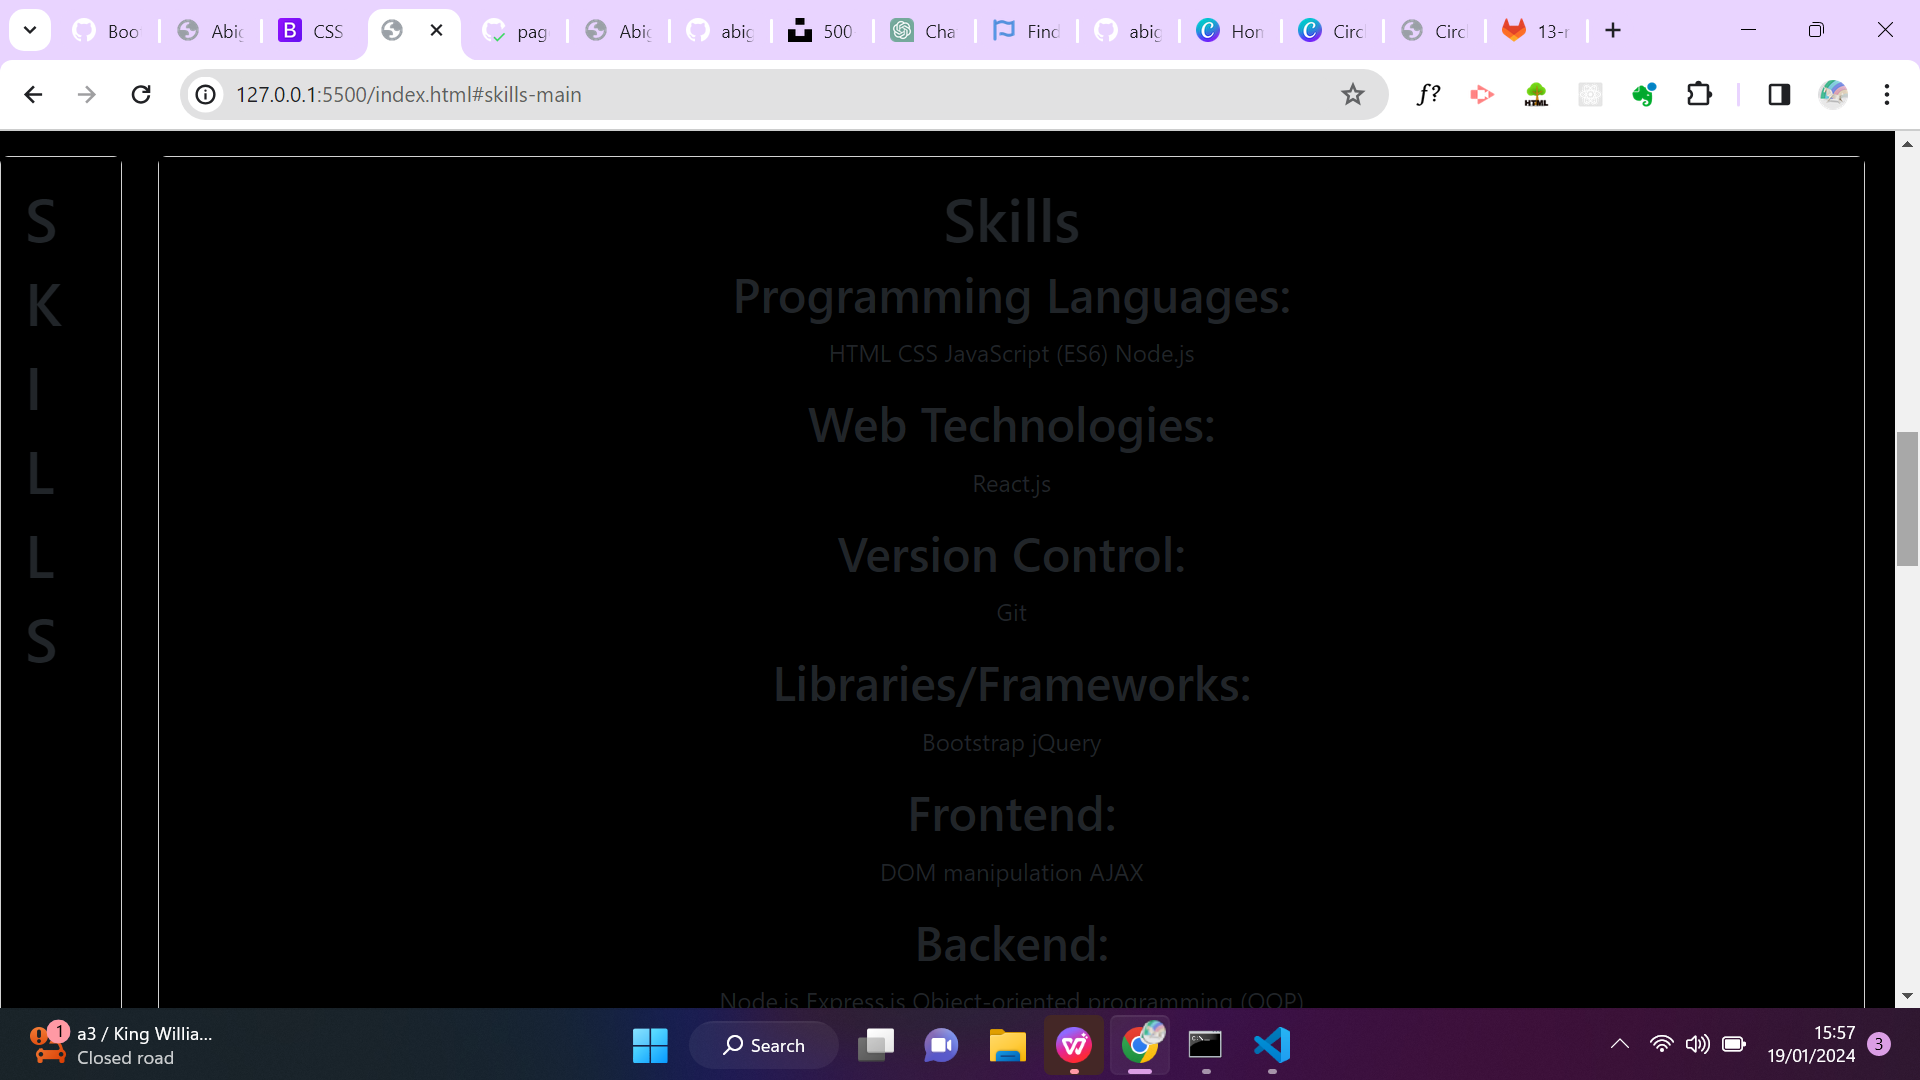 Boo
Abig
B CSS
pag
Abig
abig
500
Cha
Find
abig
Hon
Circl
Circl
13-r
127.0.0.1:5500/index.html#skills-main
f?
HTML
S
K
I
L
L
S
Skills
Programming Languages:
HTML CSS JavaScript (ES6) Node.js
Web Technologies:
React.js
Version Control:
Git
Libraries/Frameworks:
Bootstrap jQuery
Frontend:
DOM manipulation AJAX
Backend:
Node.js Express.js Object-oriented programming (OOP)
1
a3 / King Willia...
Closed road
Search
15:57
19/01/2024
3